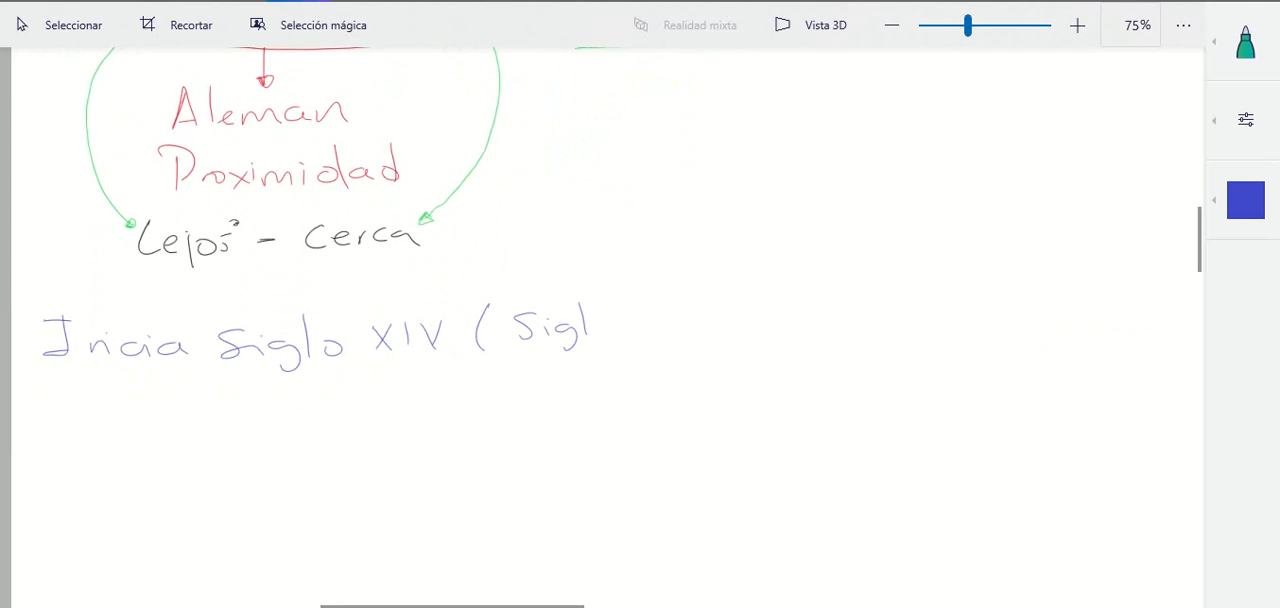 Seleccionar Recortar Selección mágica Realidad mixta Vista 3D 75%
Aleman
Proximidad
Lejos - Cerca
Inicia Siglo XIV ( Sigl